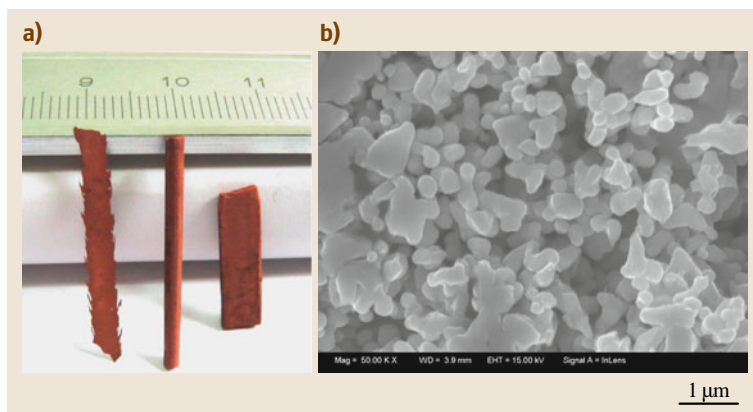 a)
b)
9 10 11
Mag = 50.00 K X WD = 3.9 mm EHT = 15.00 kV Signal A = InLens
1 µm